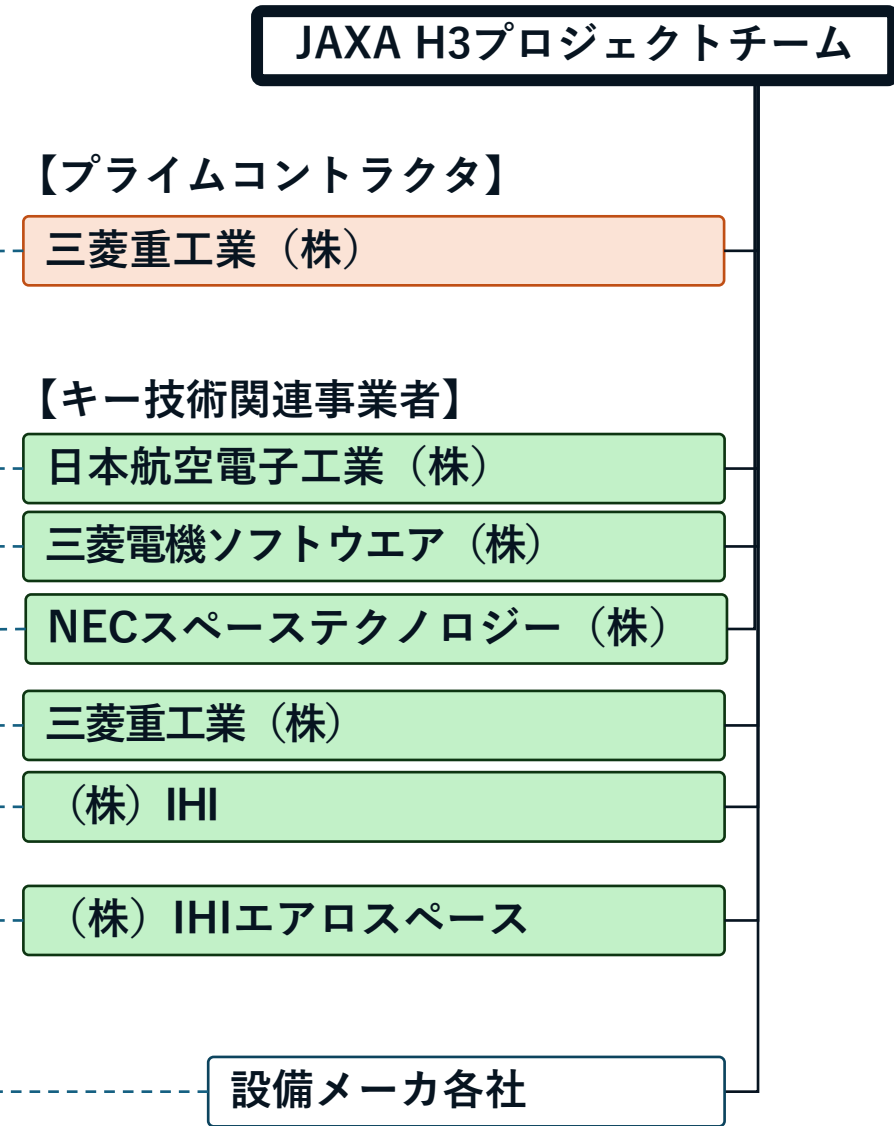 JAXA H3プロジェクトチーム
【プライムコントラクタ】
三菱重工業（株）
【キー技術関連事業者】
日本航空電子工業（株）
三菱電機ソフトウエア（株）
NECスペーステクノロジー（株）
三菱重工業（株）
（株）IHI
（株）IHIエアロスペース
設備メーカ各社